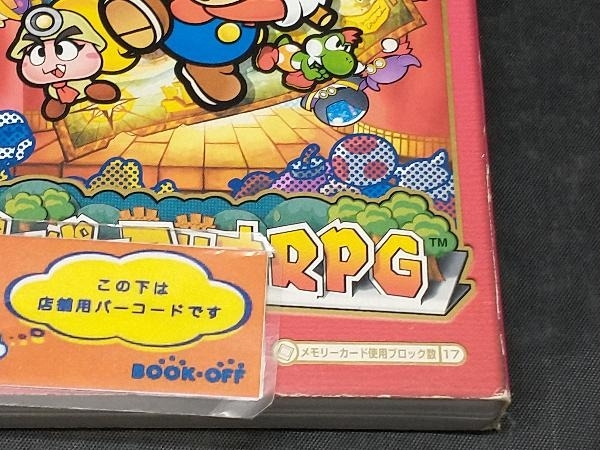 RPG™
この下は
店舗用バーコードです
BOOK・OFF
メモリーカード使用ブロック数 17